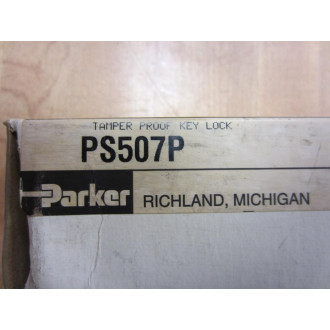 TAMPER PROOF KEY LOCK
PS507P
Parker RICHLAND, MICHIGAN